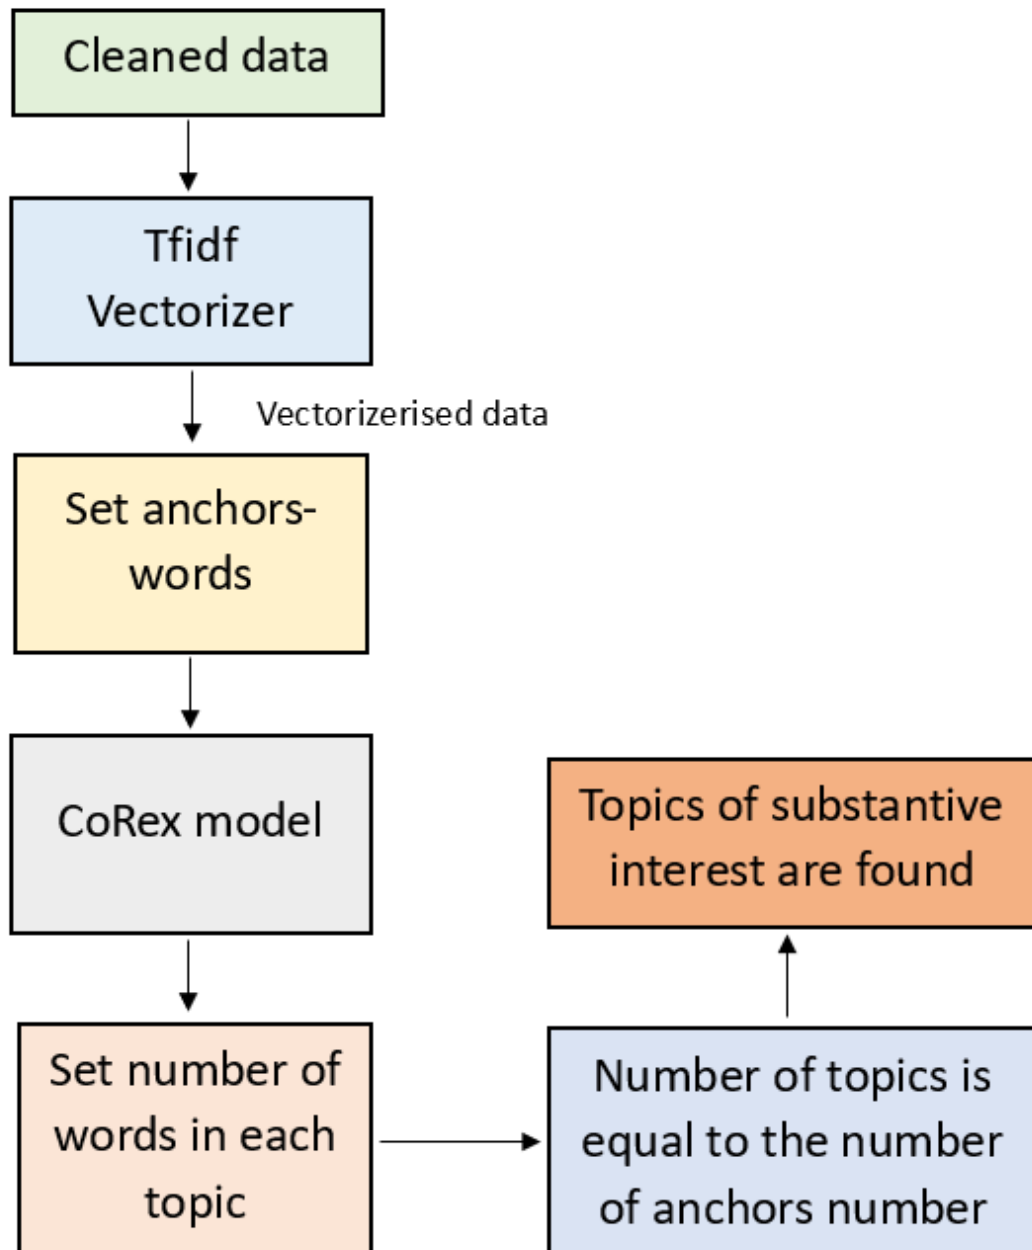 Cleaned data
Tfidf
Vectorizer
Vectorizerised data
Set anchors-
words
CoRex model
Set number of
words in each
topic
Number of topics is
equal to the number
of anchors number
Topics of substantive
interest are found